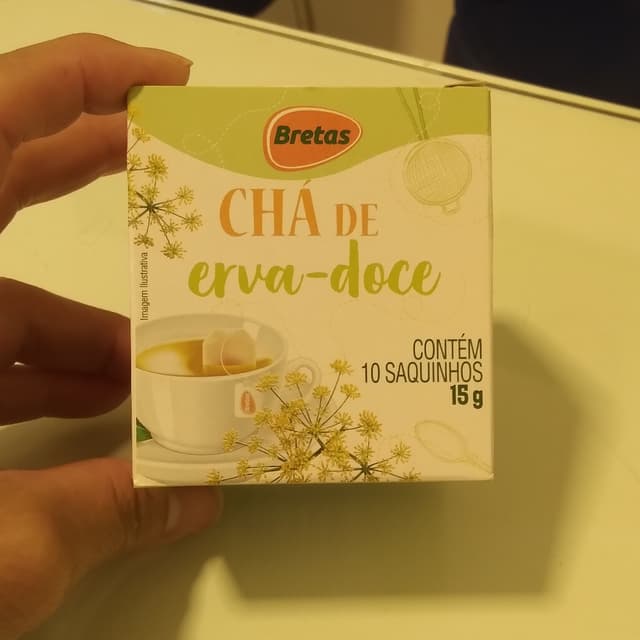 Bretas
CHÁ DE
erva-doce
Imagem Ilustrativa
CONTÉM
10 SAQUINHOS
15 g